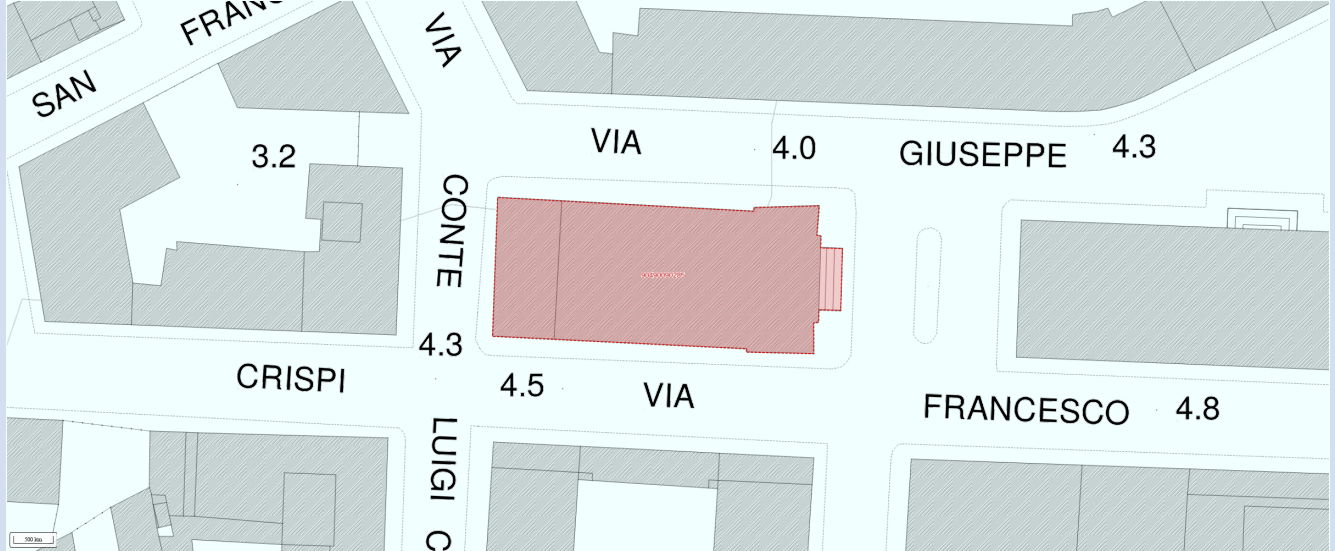 SAN
FRANC
VIA
3.2
VIA
4.0
GIUSEPPE
4.3
CONTE
4.3
CRISPI
4.5
VIA
FRANCESCO
4.8
LUIGI
C